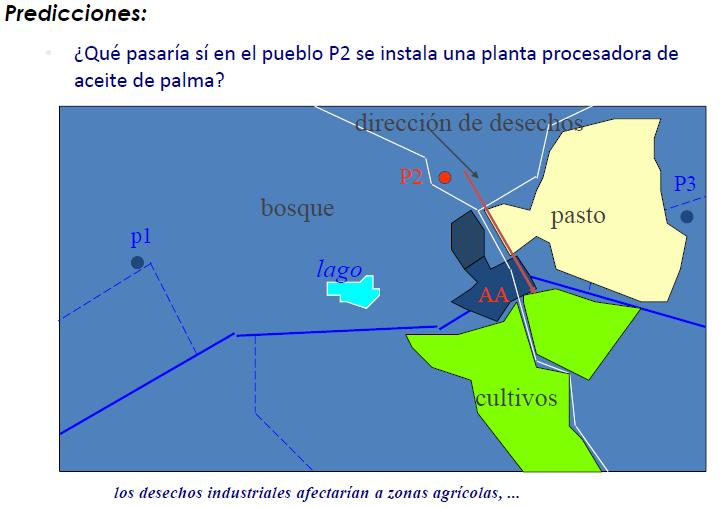 Predicciones:
¿Qué pasaría sí en el pueblo P2 se instala una planta procesadora de
aceite de palma?
dirección de desechos
P2
P3
bosque
pasto
p1
lago
AA
cultivos
los desechos industriales afectarían a zonas agrícolas, ...